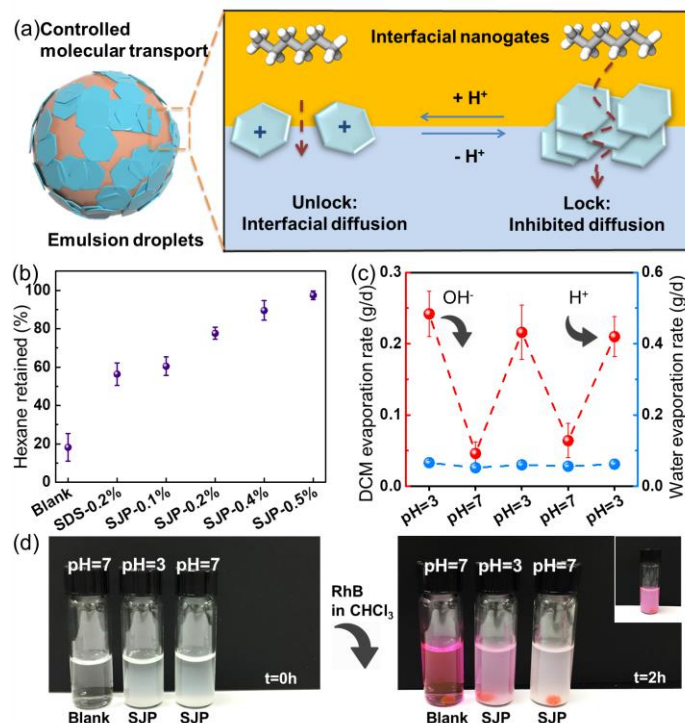 (a) Controlled
molecular transport
Emulsion droplets
Interfacial nanogates
+ H⁺
- H⁺
+
+
Unlock:
Interfacial diffusion
Lock:
Inhibited diffusion
(b)
Hexane retained (%)
100
80
60
40
20
0
Blank
SDS-0.2%
SJP-0.1%
SJP-0.2%
SJP-0.4%
SJP-0.5%
(c)
DCM evaporation rate (g/d)
0.3
0.2
0.1
0.0
OH⁻
H⁺
0.6
0.4
0.2
0.0
Water evaporation rate (g/d)
pH=3
pH=7
pH=3
pH=7
pH=3
(d)
pH=7 pH=3 pH=7
t=0h
Blank SJP SJP
RhB
in CHCl₃
pH=7 pH=3 pH=7
t=2h
Blank SJP SJP